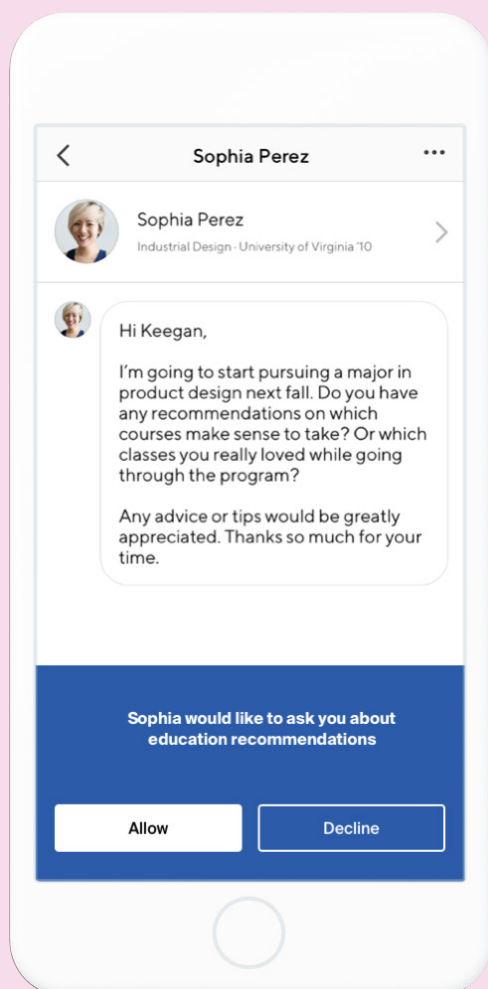 Sophia Perez
Sophia Perez
Industrial Design · University of Virginia '10
Hi Keegan,
I'm going to start pursuing a major in
product design next fall. Do you have
any recommendations on which
courses make sense to take? Or which
classes you really loved while going
through the program?
Any advice or tips would be greatly
appreciated. Thanks so much for your
time.
Sophia would like to ask you about
education recommendations
Allow
Decline